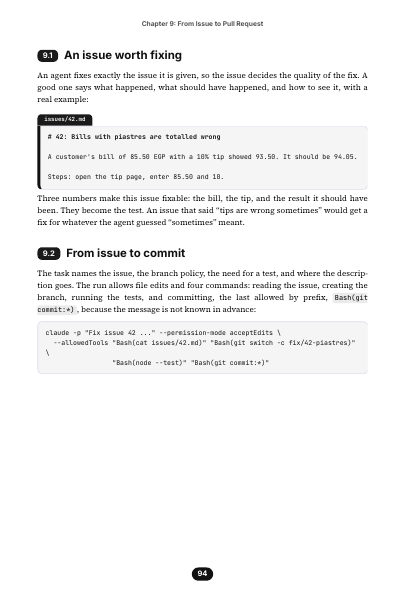 Chapter 9: From Issue to Pull Request
9.1 An issue worth fixing
An agent fixes exactly the issue it is given, so the issue decides the quality of the fix. A
good one says what happened, what should have happened, and how to see it, with a
real example:
issues/42.md
# 42: Bills with piastres are totalled wrong
A customer's bill of 85.50 EGP with a 10% tip showed 93.50. It should be 94.05.
Steps: open the tip page, enter 85.50 and 10.
Three numbers make this issue fixable: the bill, the tip, and the result it should have
been. They become the test. An issue that said “tips are wrong sometimes” would get a
fix for whatever the agent guessed “sometimes” meant.
9.2 From issue to commit
The task names the issue, the branch policy, the need for a test, and where the descrip-
tion goes. The run allows file edits and four commands: reading the issue, creating the
branch, running the tests, and committing, the last allowed by prefix, Bash(git
commit:*), because the message is not known in advance:
claude -p "Fix issue 42 ..." --permission-mode acceptEdits \
--allowedTools "Bash(cat issues/42.md)" "Bash(git switch -c fix/42-piastres)"
\
"Bash(node --test)" "Bash(git commit:*)"
94